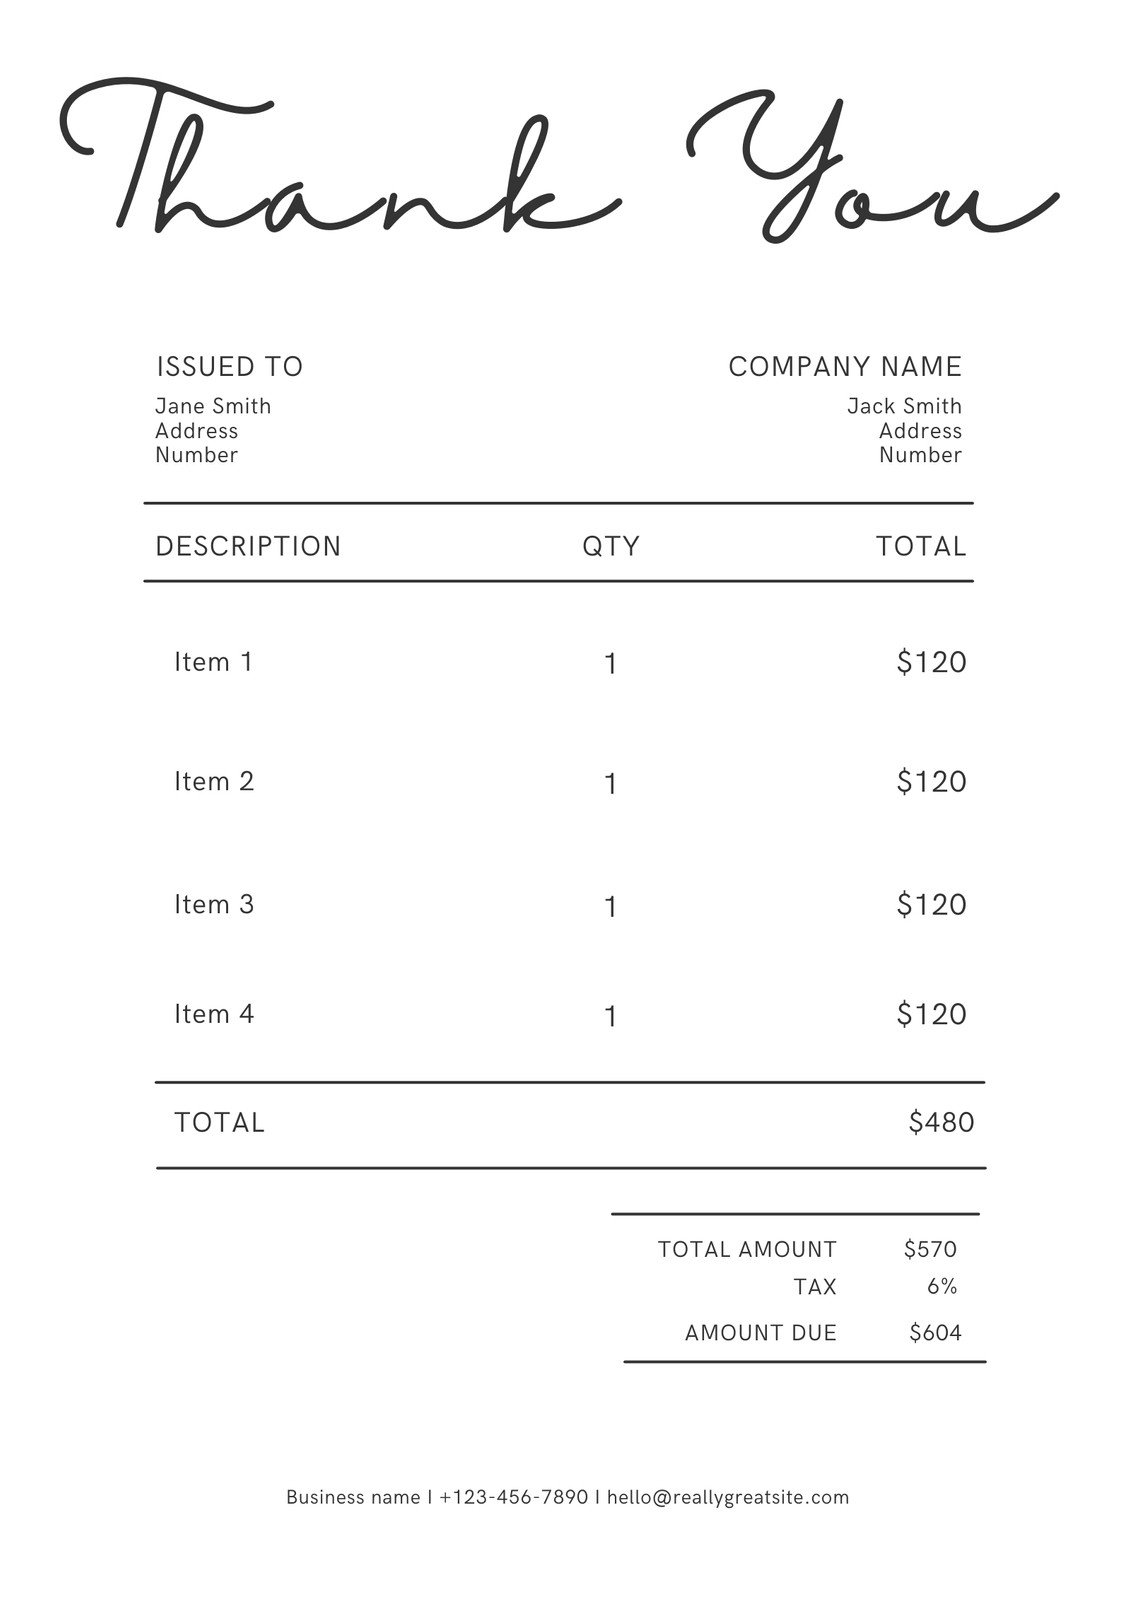 Thank You
ISSUED TO
Jane Smith
Address
Number
COMPANY NAME
Jack Smith
Address
Number
DESCRIPTION QTY TOTAL
Item 1 1 $120
Item 2 1 $120
Item 3 1 $120
Item 4 1 $120
TOTAL $480
TOTAL AMOUNT $570
TAX 6%
AMOUNT DUE $604
Business name | +123-456-7890 | hello@reallygreatsite.com